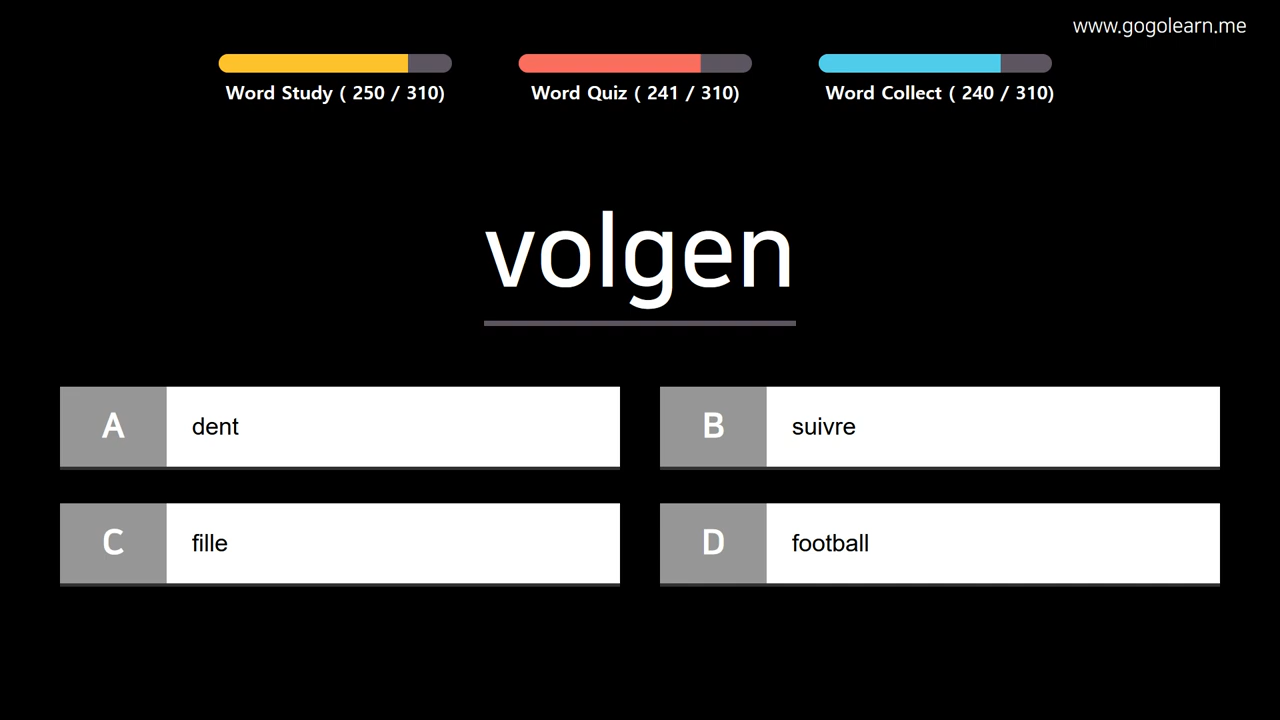 www.gogolearn.me
Word Study ( 250 / 310)
Word Quiz ( 241 / 310)
Word Collect ( 240 / 310)
volgen
A
dent
B
suivre
C
fille
D
football